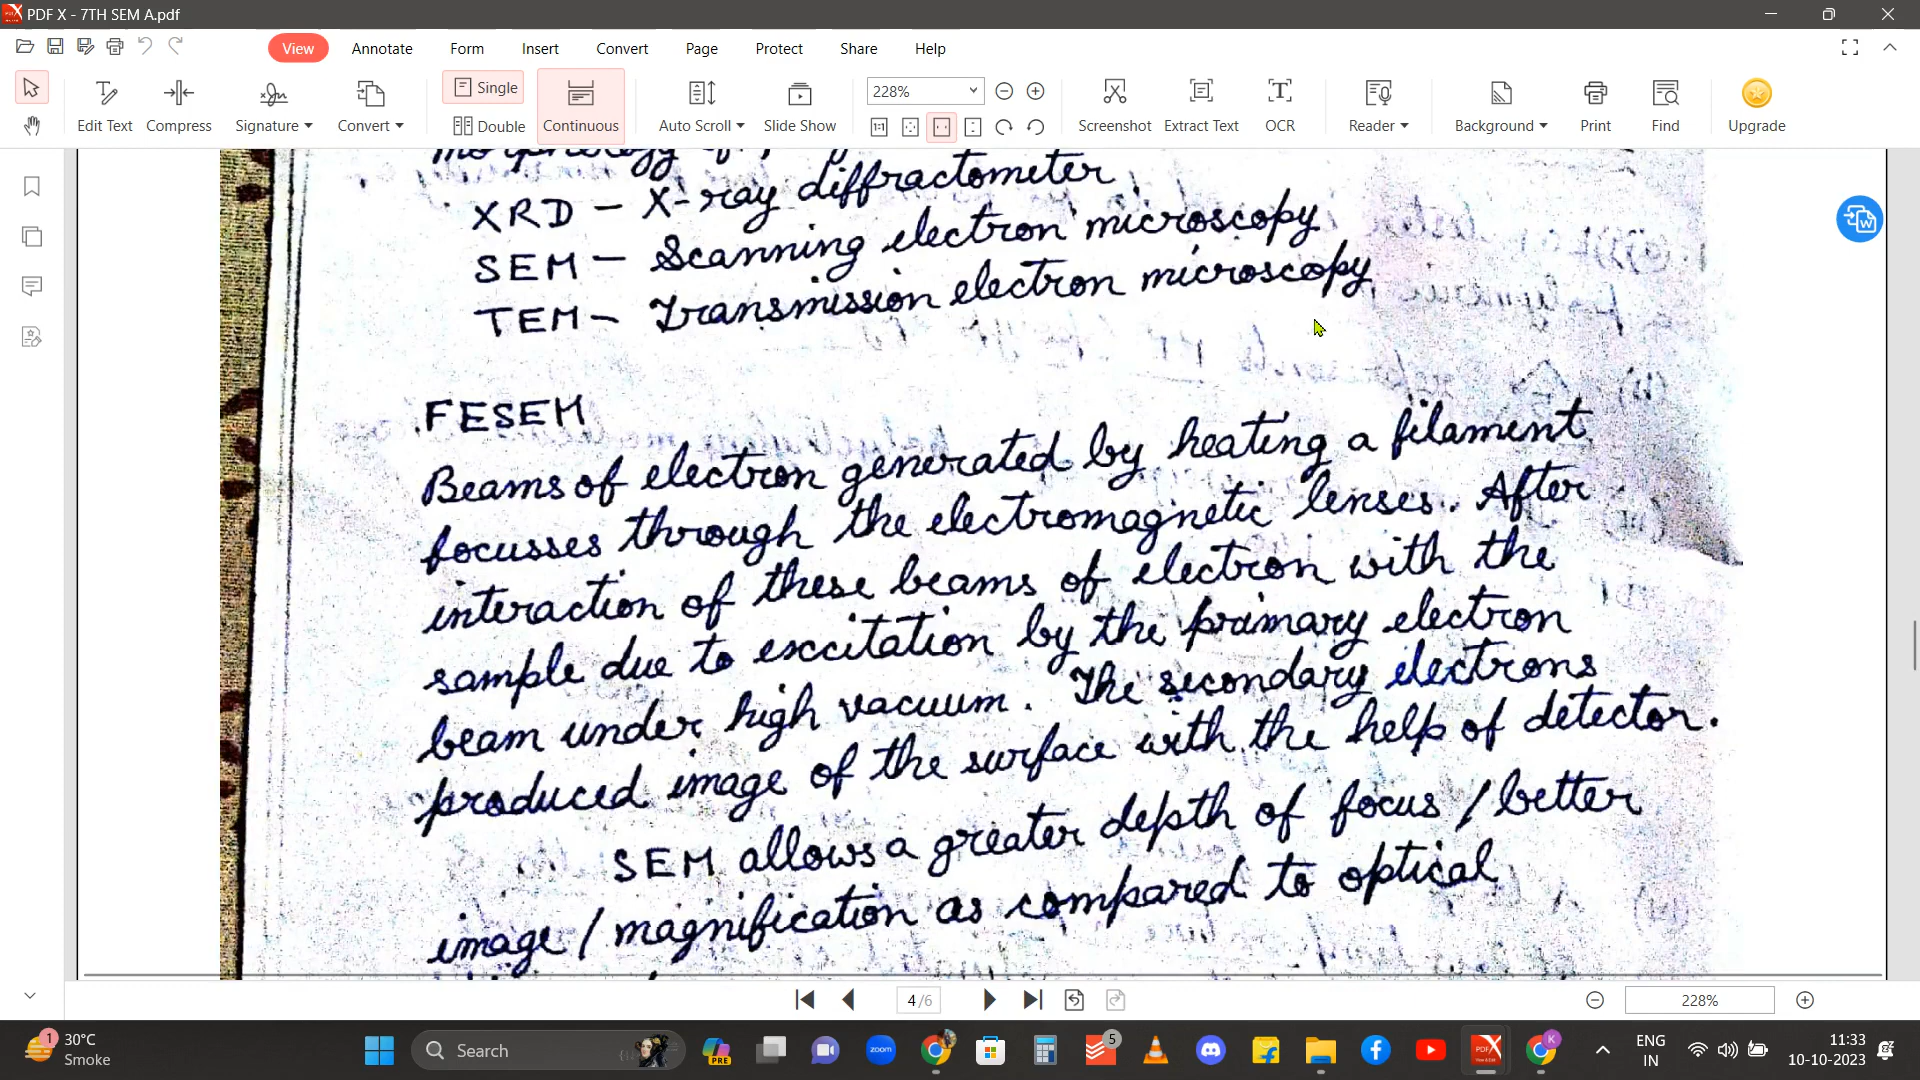 PDF X - 7TH SEM A.pdf
View Annotate Form Insert Convert Page Protect Share Help
Edit Text Compress Signature Convert Single Double Continuous Auto Scroll Slide Show 228% Screenshot Extract Text OCR Reader Background Print Find Upgrade
XRD - X-ray diffractometer
SEM - Scanning electron microscopy
TEM - Transmission electron microscopy
FESEM
Beams of electron generated by heating a filament
focusses through the electromagnetic lenses. After
interaction of these beams of electron with the
sample due to excitation by the primary electron
beam under high vacuum. The secondary electrons
produced image of the surface with the help of detector.
SEM allows a greater depth of focus / better
image / magnification as compared to optical
4/6 228%
1 30°C
Smoke
Search
PRE
zoom
5
K
ENG
IN
11:33
10-10-2023